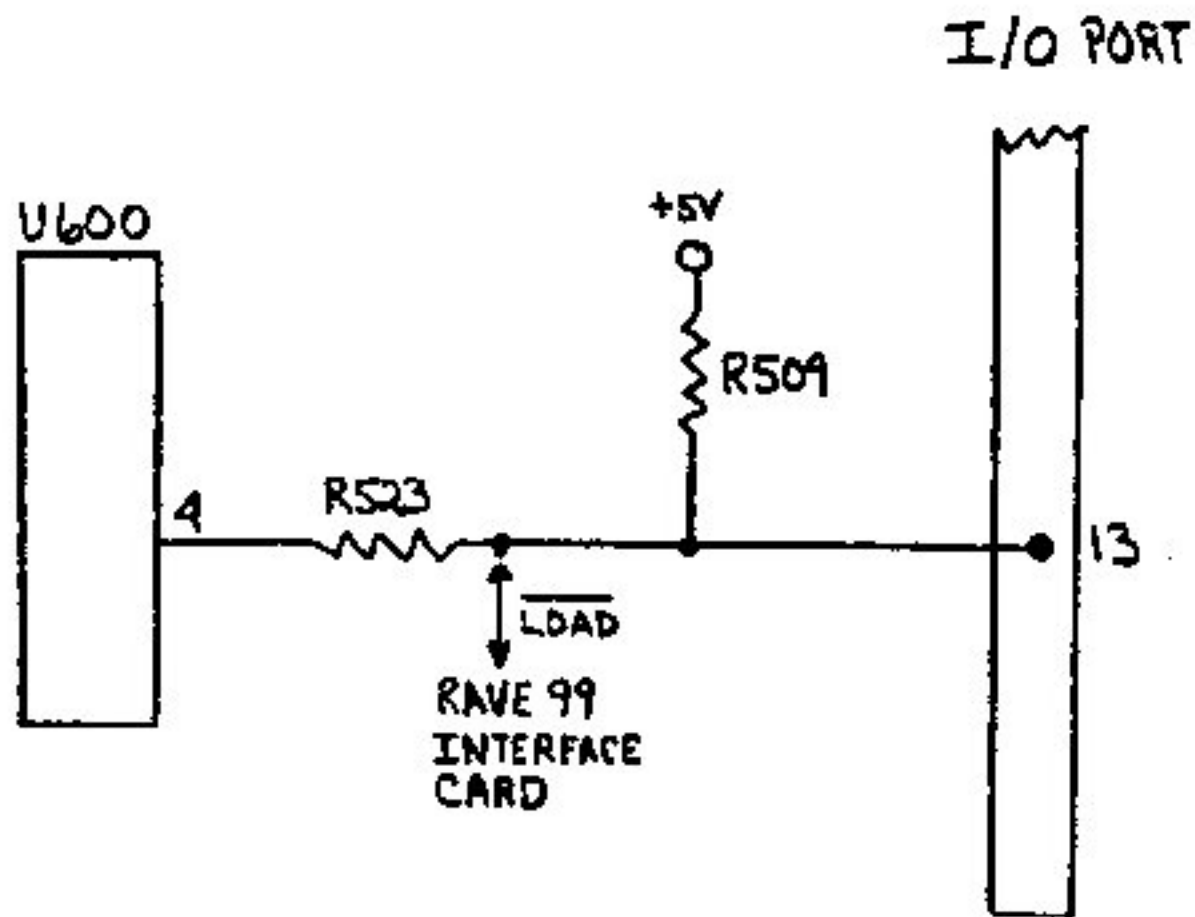 I/O PORT
U600
+5V
R509
R523
4
13
LOAD
RAVE 99
INTERFACE
CARD